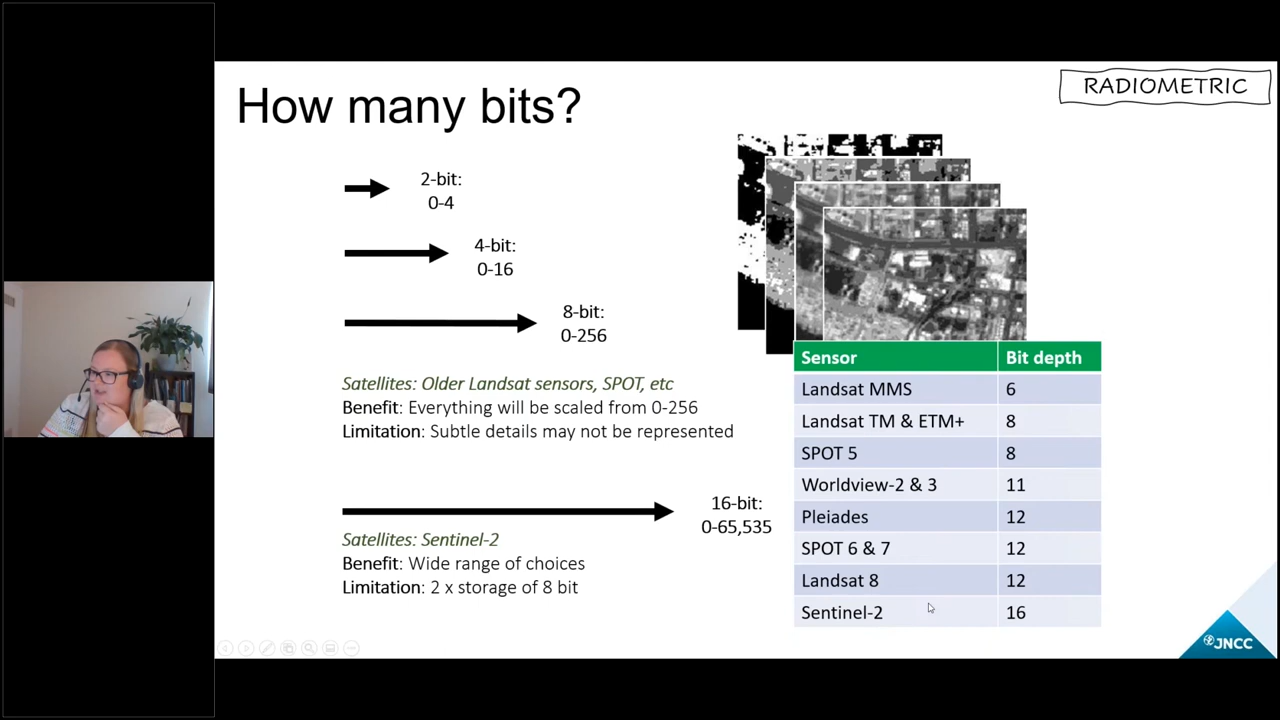 How many bits?
RADIOMETRIC
2-bit:
0-4
4-bit:
0-16
8-bit:
0-256
Satellites: Older Landsat sensors, SPOT, etc
Benefit: Everything will be scaled from 0-256
Limitation: Subtle details may not be represented
16-bit:
0-65,535
Satellites: Sentinel-2
Benefit: Wide range of choices
Limitation: 2 x storage of 8 bit
Sensor Bit depth
Landsat MMS 6
Landsat TM & ETM+ 8
SPOT 5 8
Worldview-2 & 3 11
Pleiades 12
SPOT 6 & 7 12
Landsat 8 12
Sentinel-2 16
JNCC